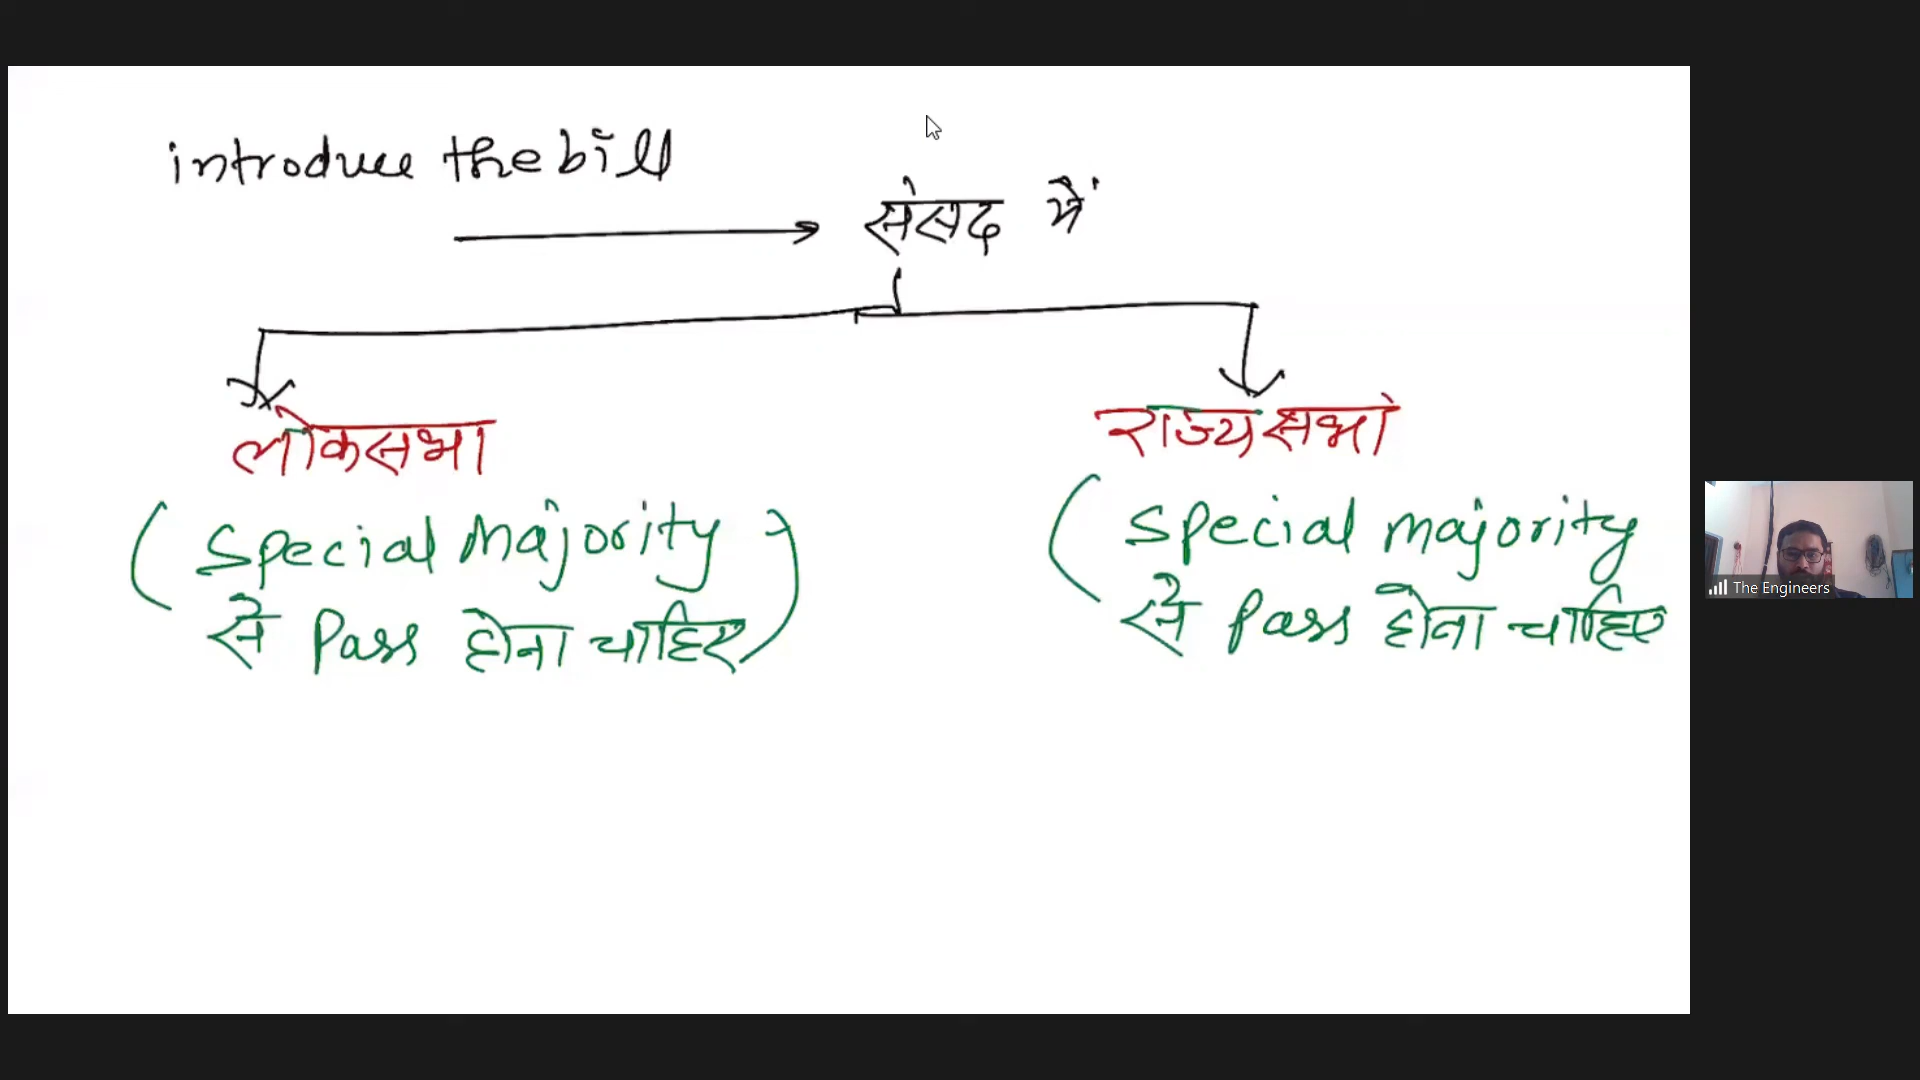 introduce the bill
संसद में
लोकसभा
राज्यसभा
(Special Majority
से Pass होना चाहिए)
(Special majority
से Pass होना चाहिए
The Engineers